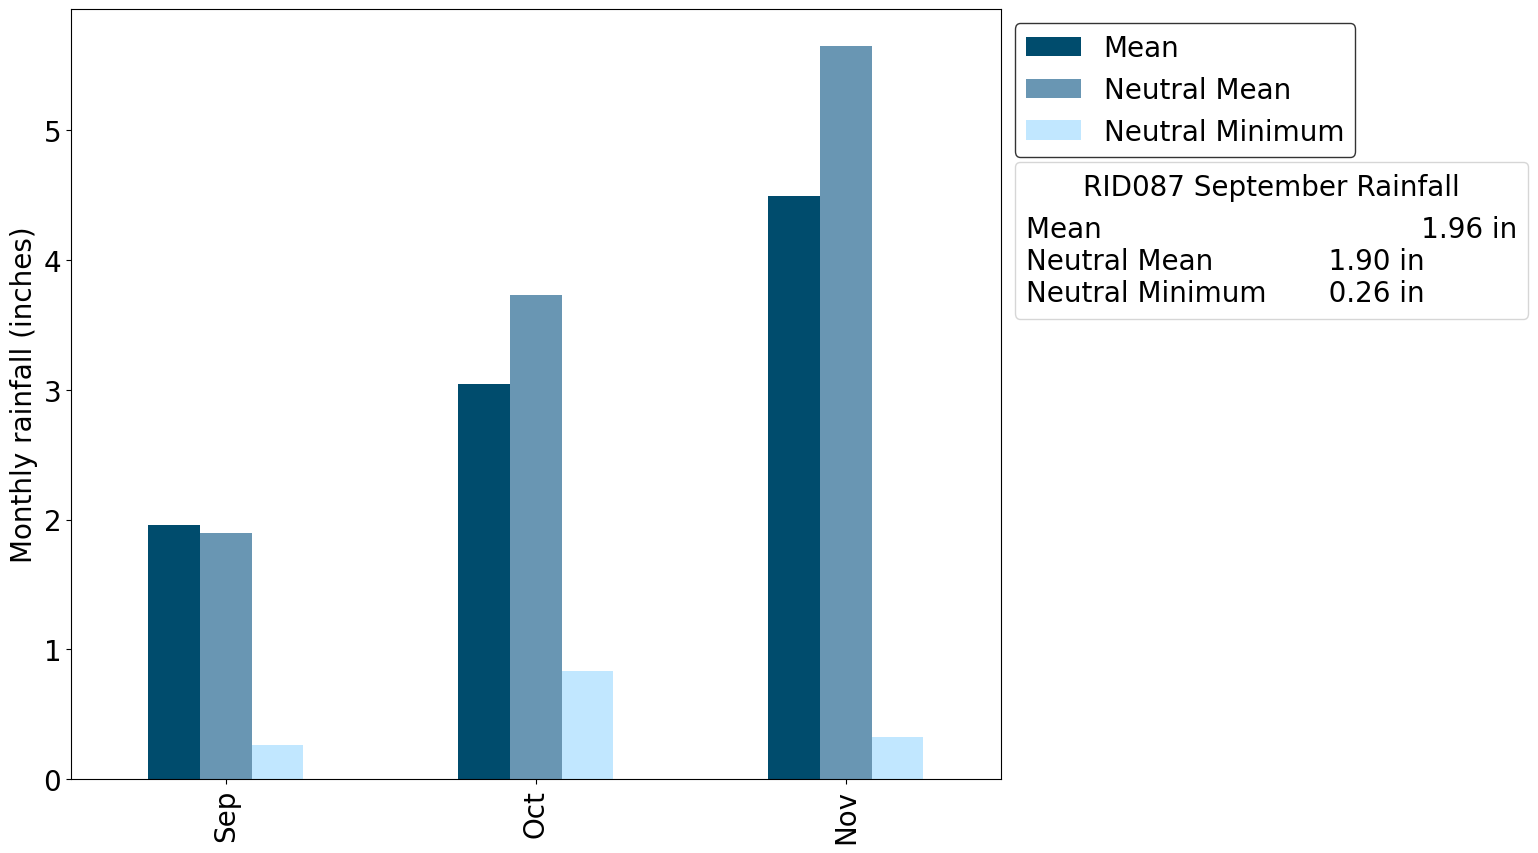 Monthly rainfall (inches)
5
4
3
2
1
0
Sep
Oct
Nov
Mean
Neutral Mean
Neutral Minimum
RID087 September Rainfall
Mean 1.96 in
Neutral Mean 1.90 in
Neutral Minimum 0.26 in